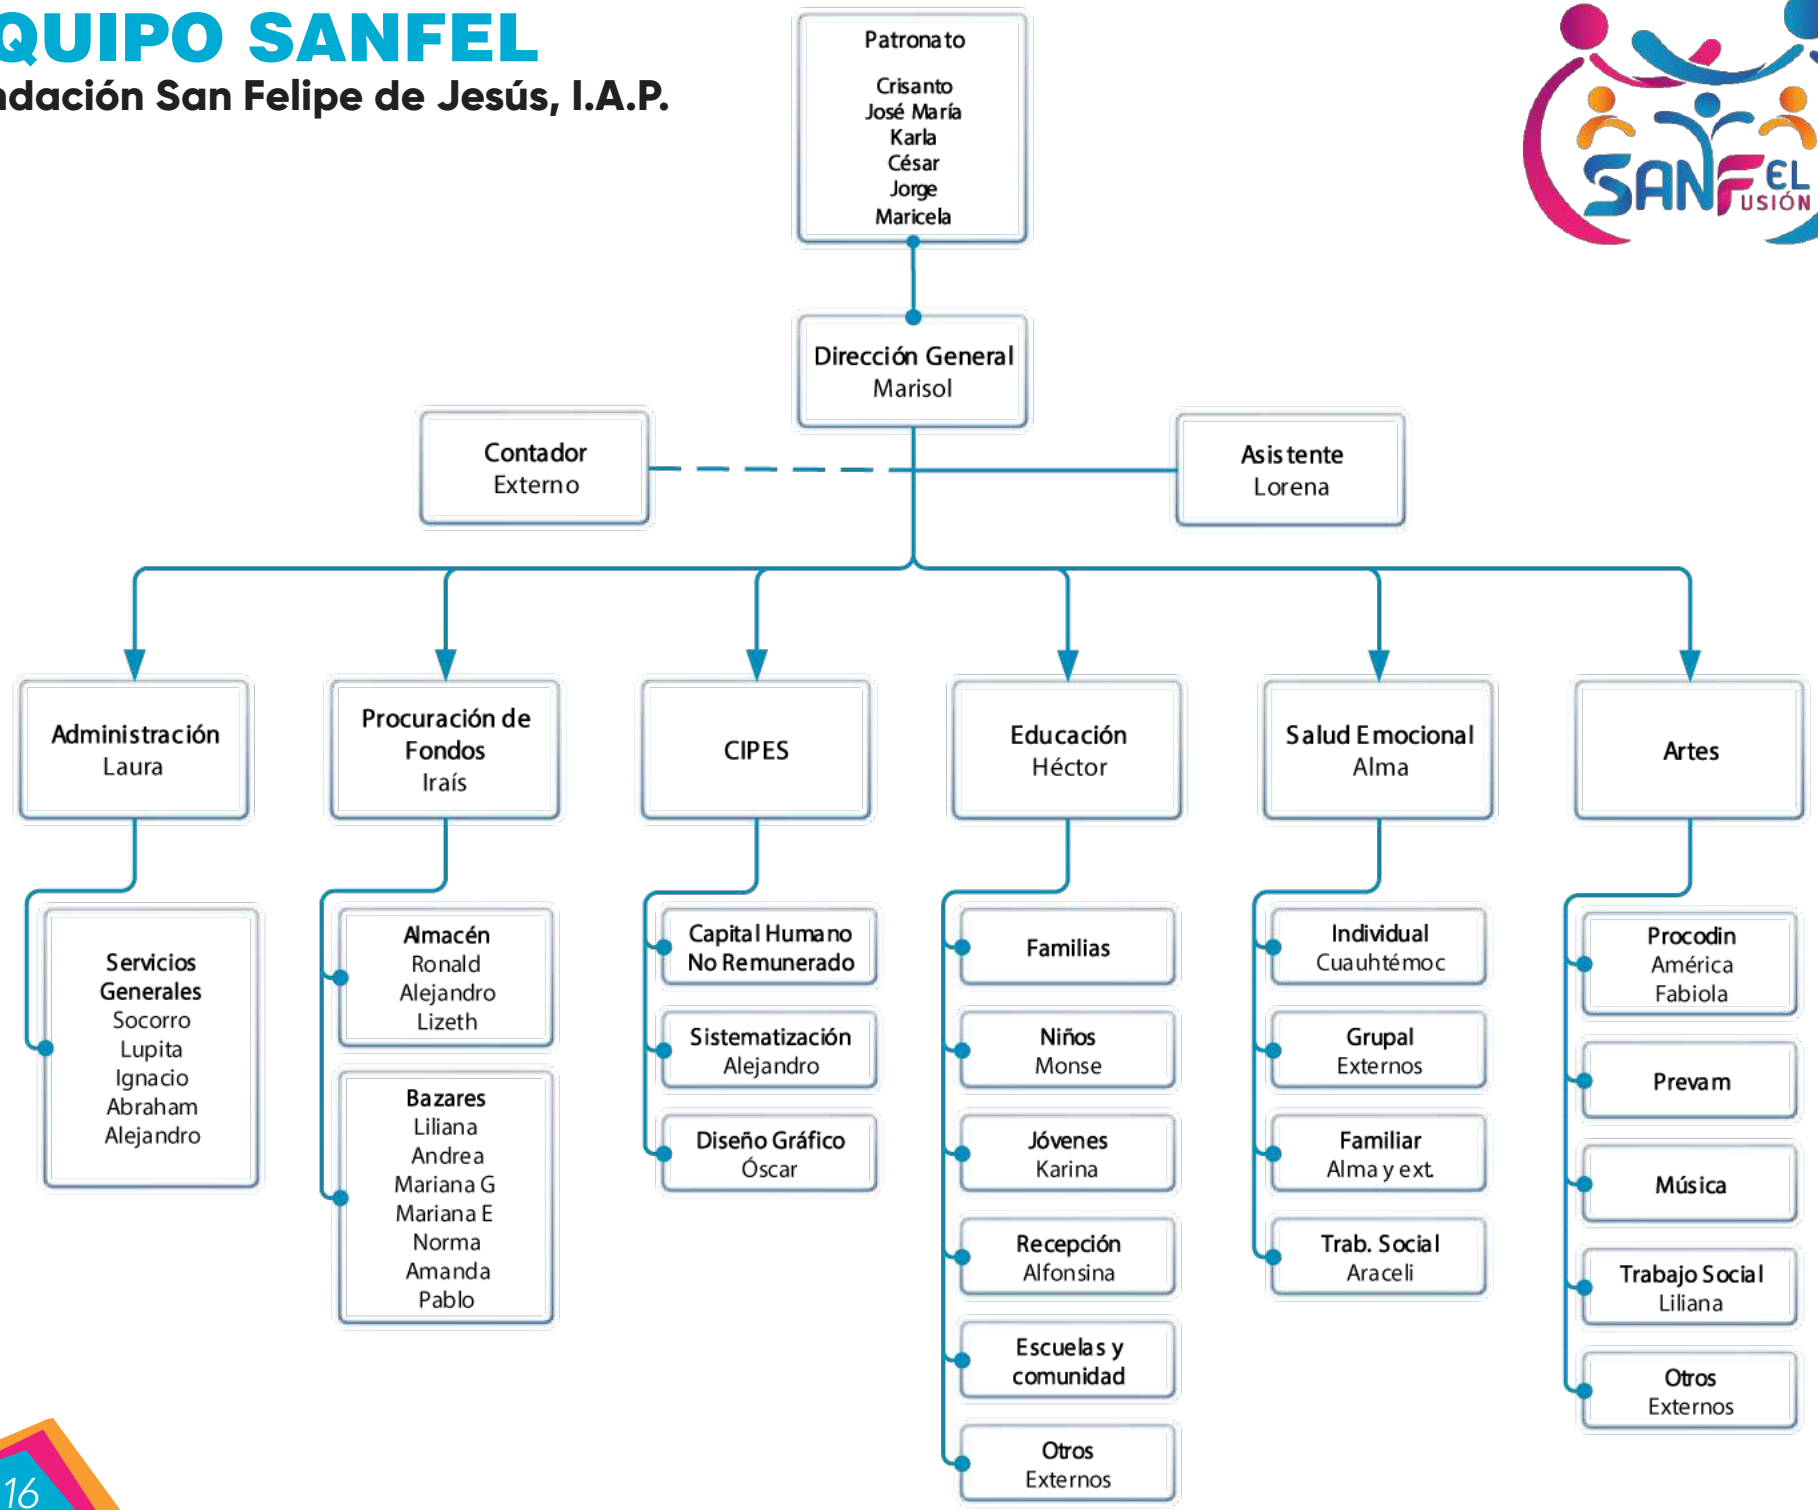 QUIPO SANFEL
ndación San Felipe de Jesús, I.A.P.
SANFEL
FUSIÓN
Patronato
Crisanto
José María
Karla
César
Jorge
Maricela
Dirección General
Marisol
Contador
Externo
Asistente
Lorena
Administración
Laura
Procuración de
Fondos
Iraís
CIPES
Educación
Héctor
Salud Emocional
Alma
Artes
Servicios
Generales
Socorro
Lupita
Ignacio
Abraham
Alejandro
Almacén
Ronald
Alejandro
Lizeth
Bazares
Liliana
Andrea
Mariana G
Mariana E
Norma
Amanda
Pablo
Capital Humano
No Remunerado
Sistematización
Alejandro
Diseño Gráfico
Óscar
Familias
Niños
Monse
Jóvenes
Karina
Recepción
Alfonsina
Escuelas y
comunidad
Otros
Externos
Individual
Cuauhtémoc
Grupal
Externos
Familiar
Alma y ext.
Trab. Social
Araceli
Procodin
América
Fabiola
Prevam
Música
Trabajo Social
Liliana
Otros
Externos
16